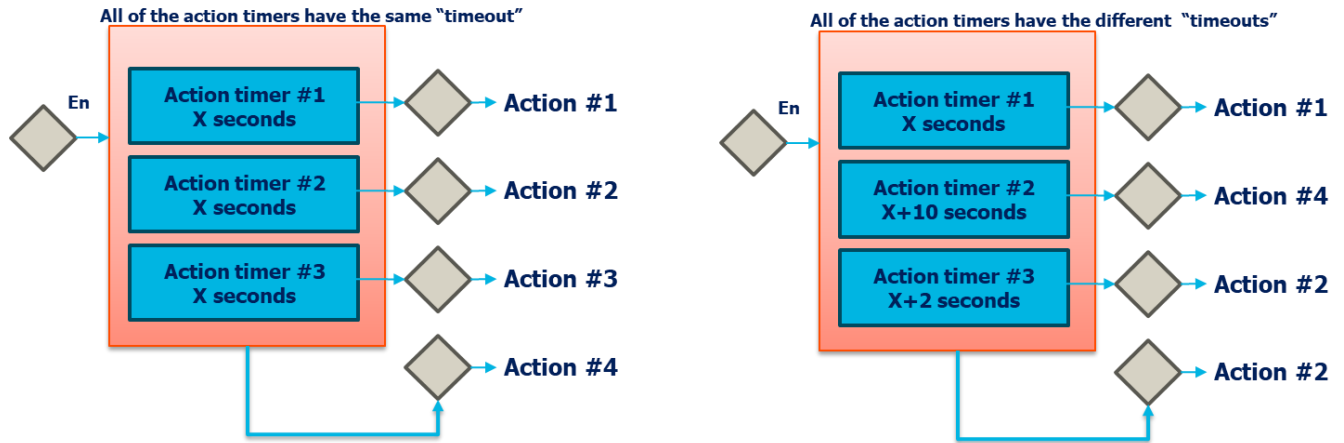 All of the action timers have the same “timeout”
En
Action timer #1
X seconds
Action #1
Action timer #2
X seconds
Action #2
Action timer #3
X seconds
Action #3
Action #4
All of the action timers have the different “timeouts”
En
Action timer #1
X seconds
Action #1
Action timer #2
X+10 seconds
Action #4
Action timer #3
X+2 seconds
Action #2
Action #2